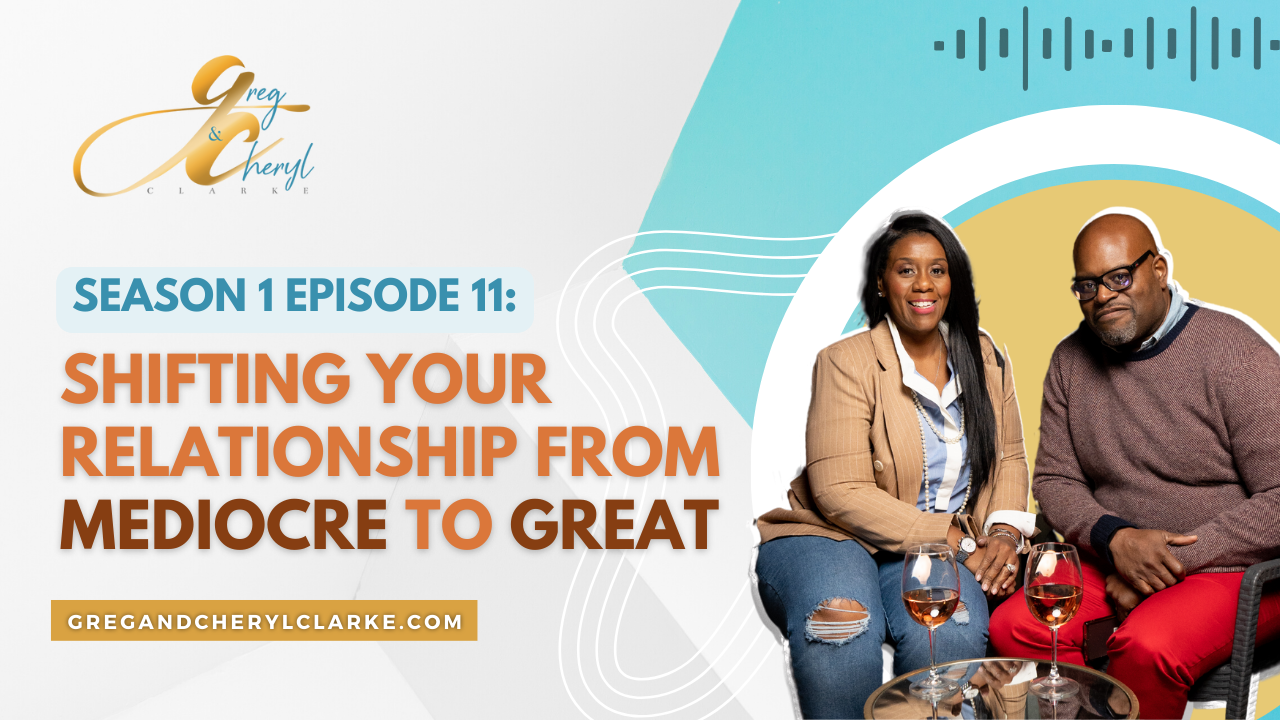 Greg
& Cheryl
CLARKE
SEASON 1 EPISODE 11:
SHIFTING YOUR
RELATIONSHIP FROM
MEDIOCRE TO GREAT
GREGANDCHERYLCLARKE.COM